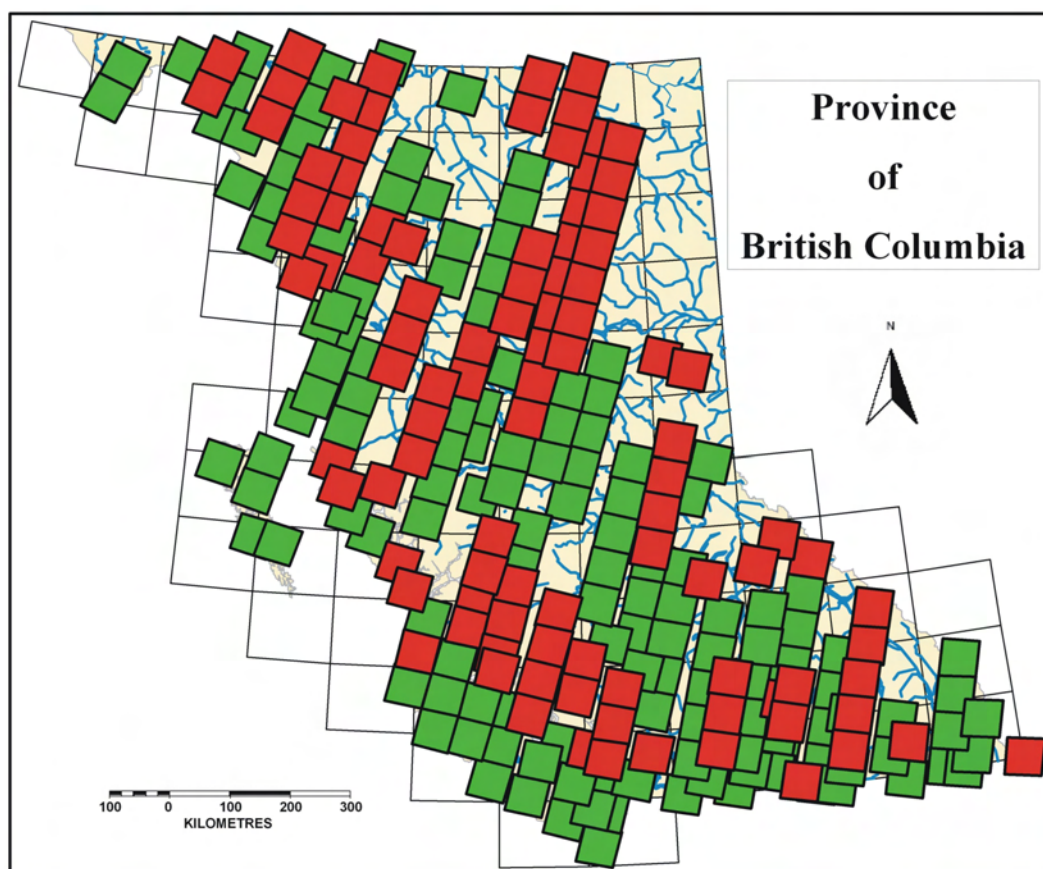 Province
of
British Columbia
N
100 0 100 200 300
KILOMETRES